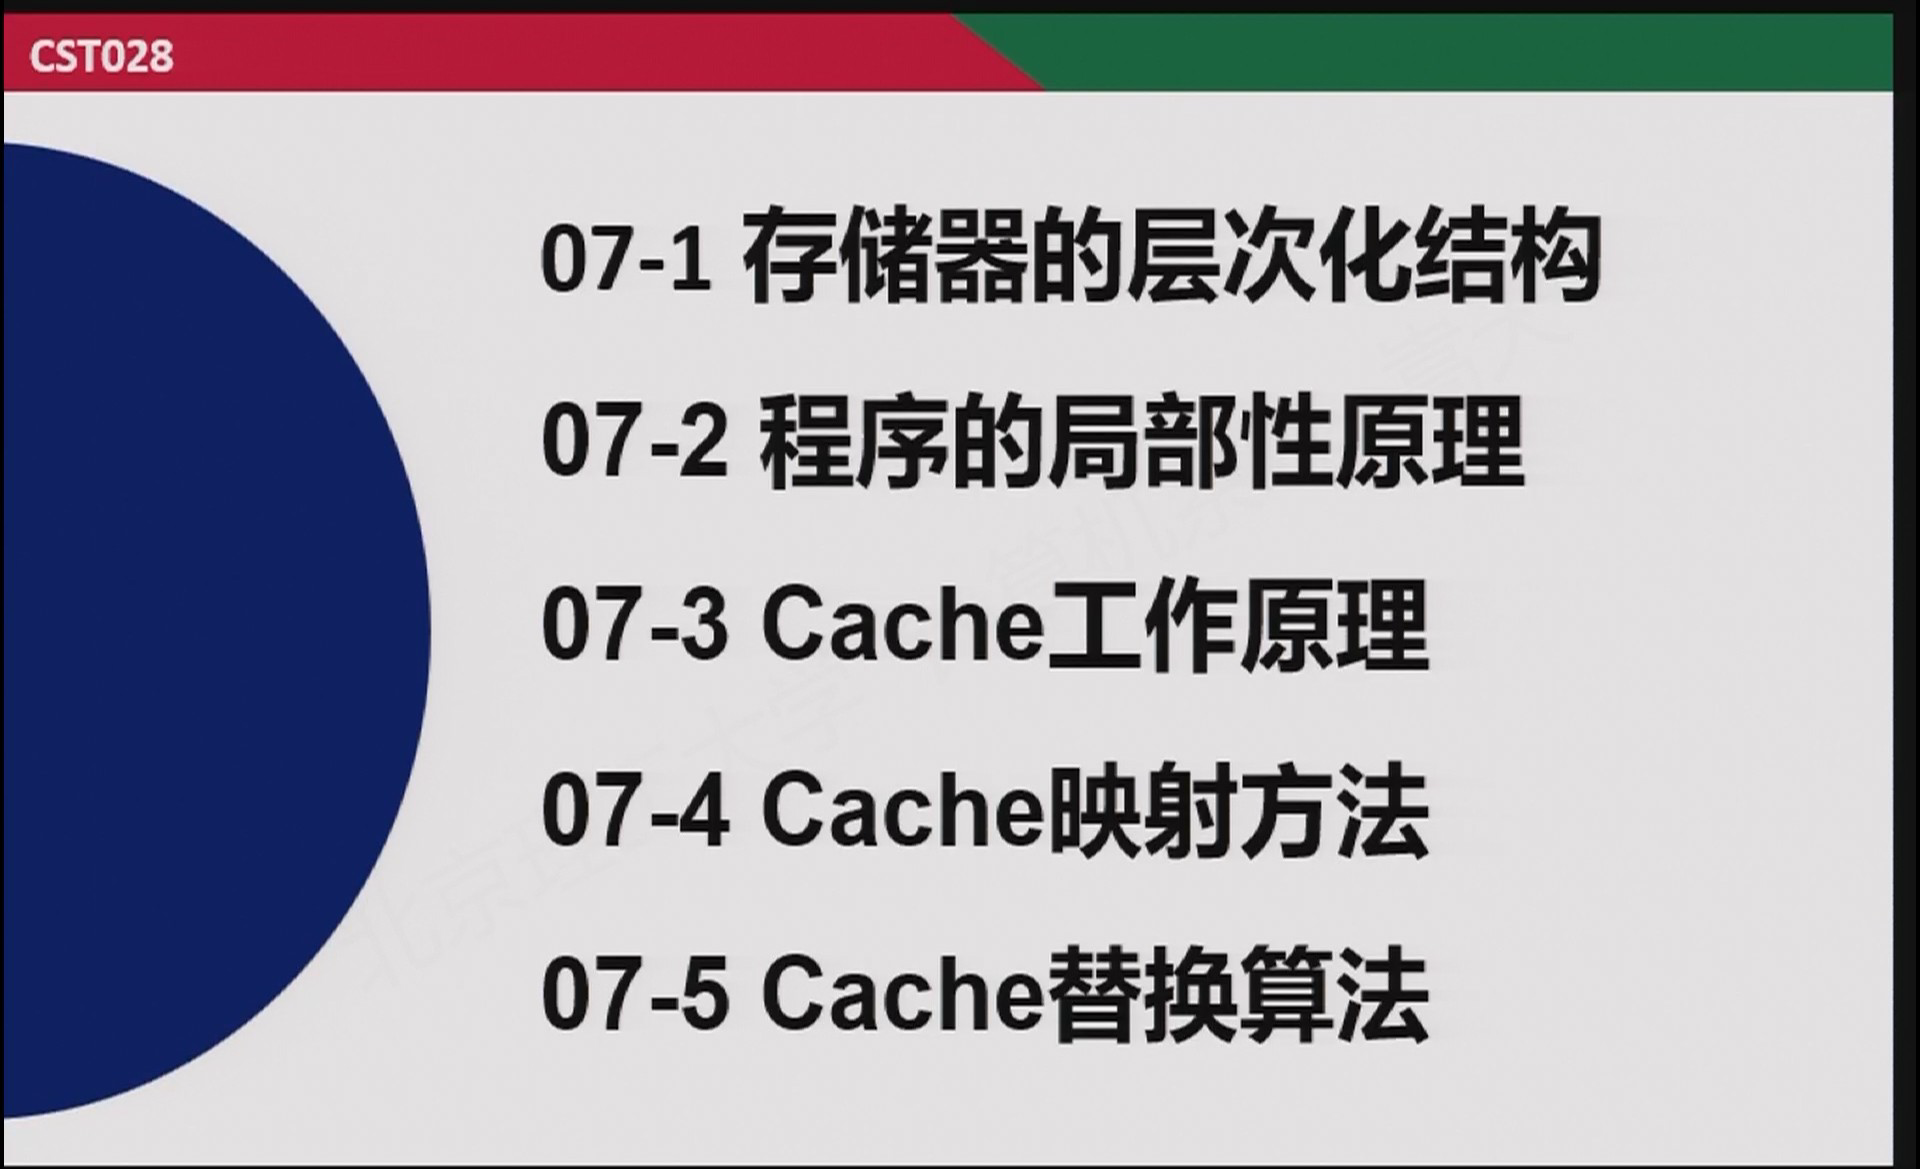 CST028
07-1 存储器的层次化结构
07-2 程序的局部性原理
07-3 Cache工作原理
07-4 Cache映射方法
07-5 Cache替换算法